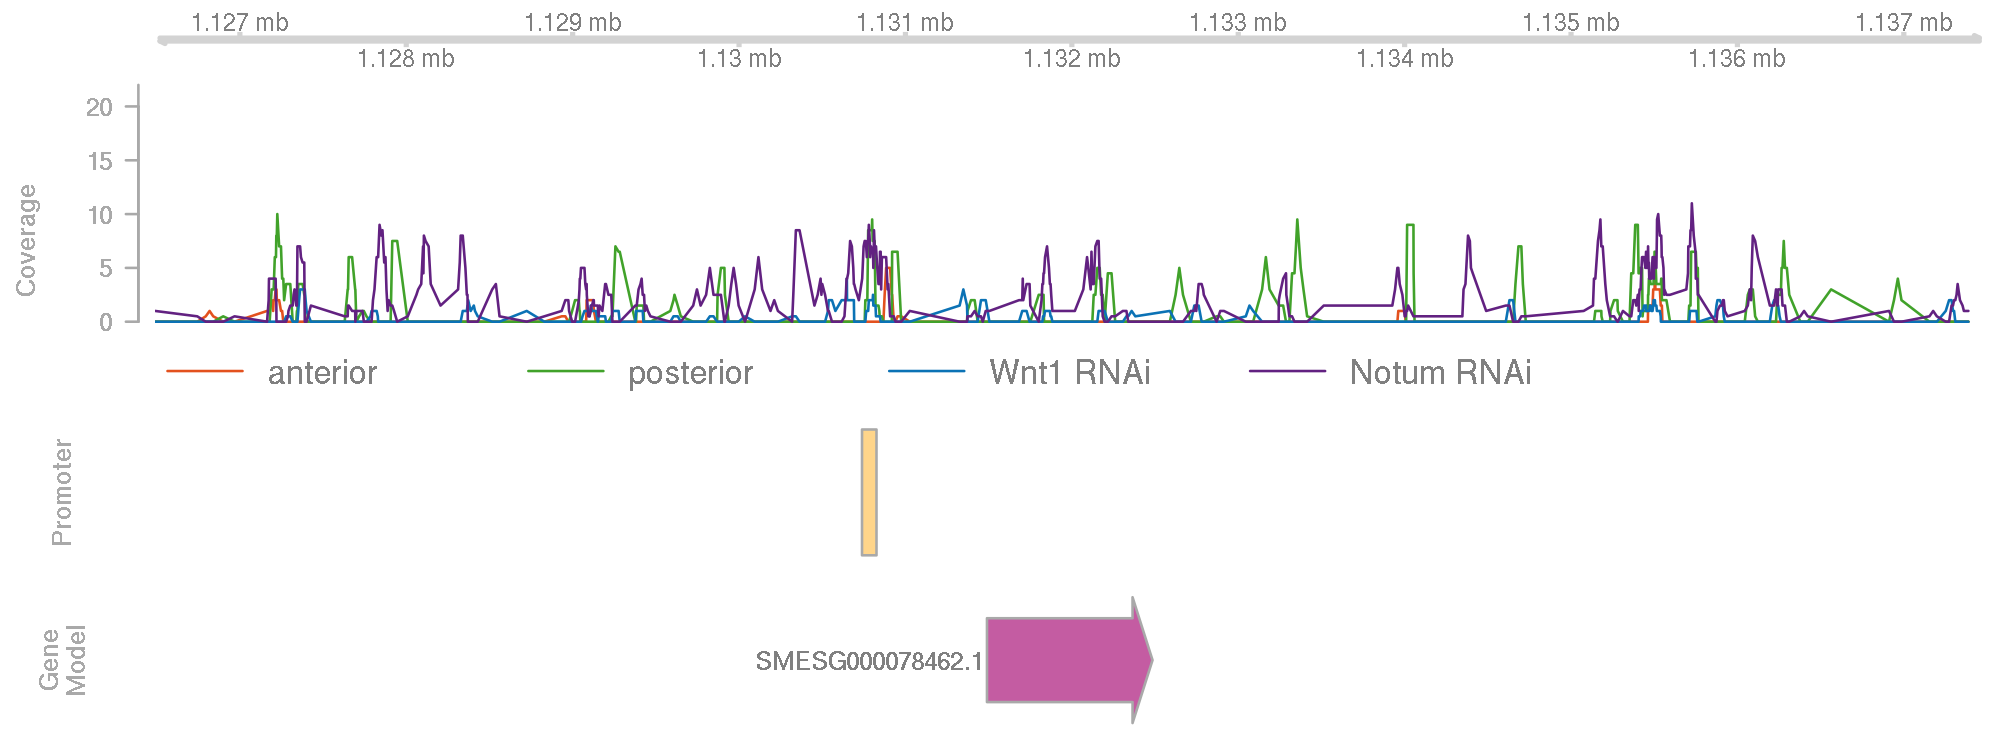 1.127 mb 1.129 mb 1.131 mb 1.133 mb 1.135 mb 1.137 mb
1.128 mb 1.13 mb 1.132 mb 1.134 mb 1.136 mb
Coverage
20
15
10
5
0
anterior posterior Wnt1 RNAi Notum RNAi
Promoter
Gene
Model
SMESG000078462.1